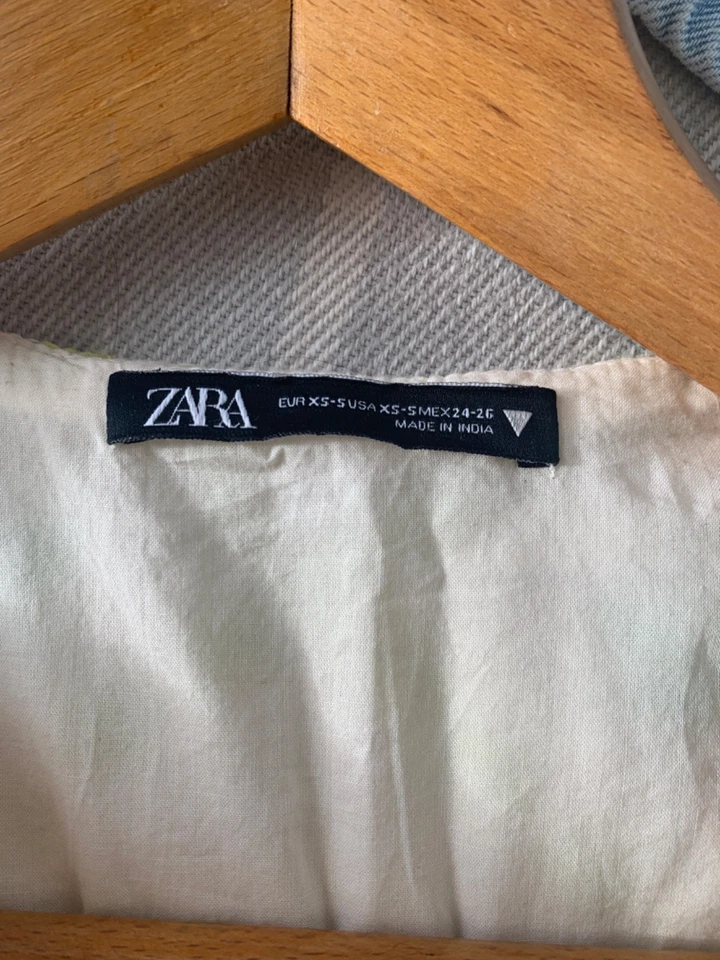 ZARA
EUR XS-S USA XS-S MEX 24-26
MADE IN INDIA